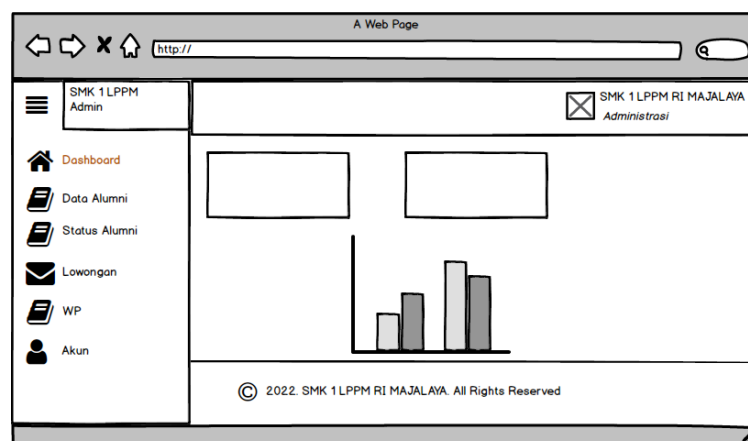 A Web Page
http://
SMK 1 LPPM
Admin
SMK 1 LPPM RI MAJALAYA
Administrasi
Dashboard
Data Alumni
Status Alumni
Lowongan
WP
Akun
© 2022. SMK 1 LPPM RI MAJALAYA. All Rights Reserved